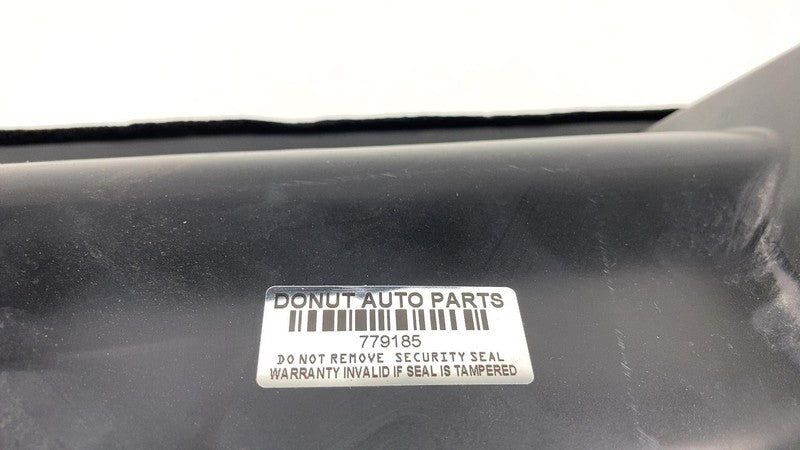 DONUT AUTO PARTS
779185
DO NOT REMOVE SECURITY SEAL
WARRANTY INVALID IF SEAL IS TAMPERED